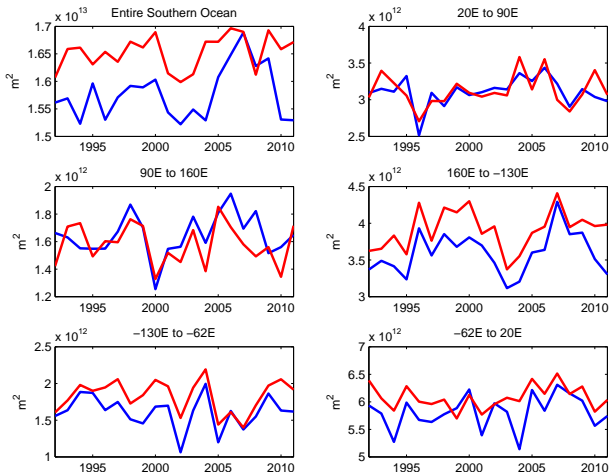 Entire Southern Ocean
x 10^13
1.7
1.65
1.6
1.55
1.5
m^2
1995 2000 2005 2010
20E to 90E
x 10^12
4
3.5
3
2.5
m^2
1995 2000 2005 2010
90E to 160E
x 10^12
2
1.8
1.6
1.4
1.2
m^2
1995 2000 2005 2010
160E to −130E
x 10^12
4.5
4
3.5
3
m^2
1995 2000 2005 2010
−130E to −62E
x 10^12
2.5
2
1.5
1
m^2
1995 2000 2005 2010
−62E to 20E
x 10^12
7
6.5
6
5.5
5
m^2
1995 2000 2005 2010